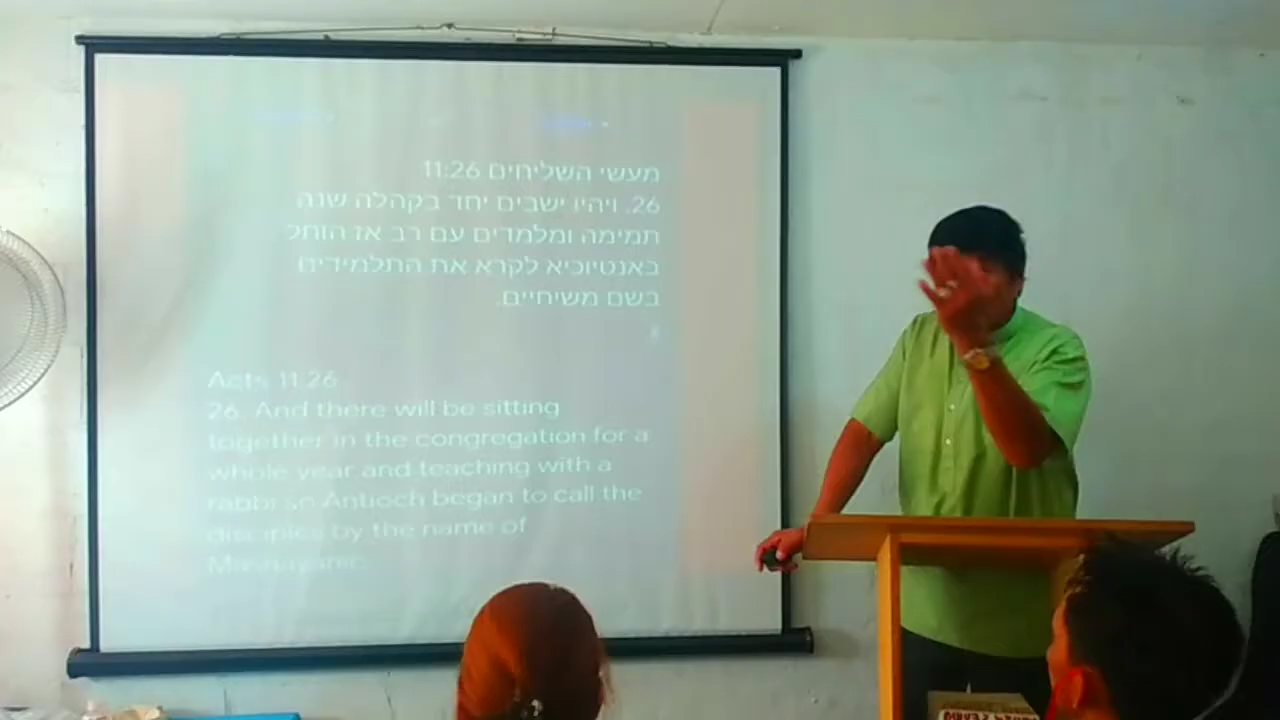 מעשי השליחים 11:26
26. ויהיו ישבים יחד בקהלה שנה
תמימה ומלמדים עם רב אז הוחל
באנטיוכיא לקרא את התלמידים
בשם משיחיים.
Acts 11:26
26. And there will be sitting
together in the congregation for a
whole year and teaching with a
rabbi so Antioch began to call the
disciples by the name of